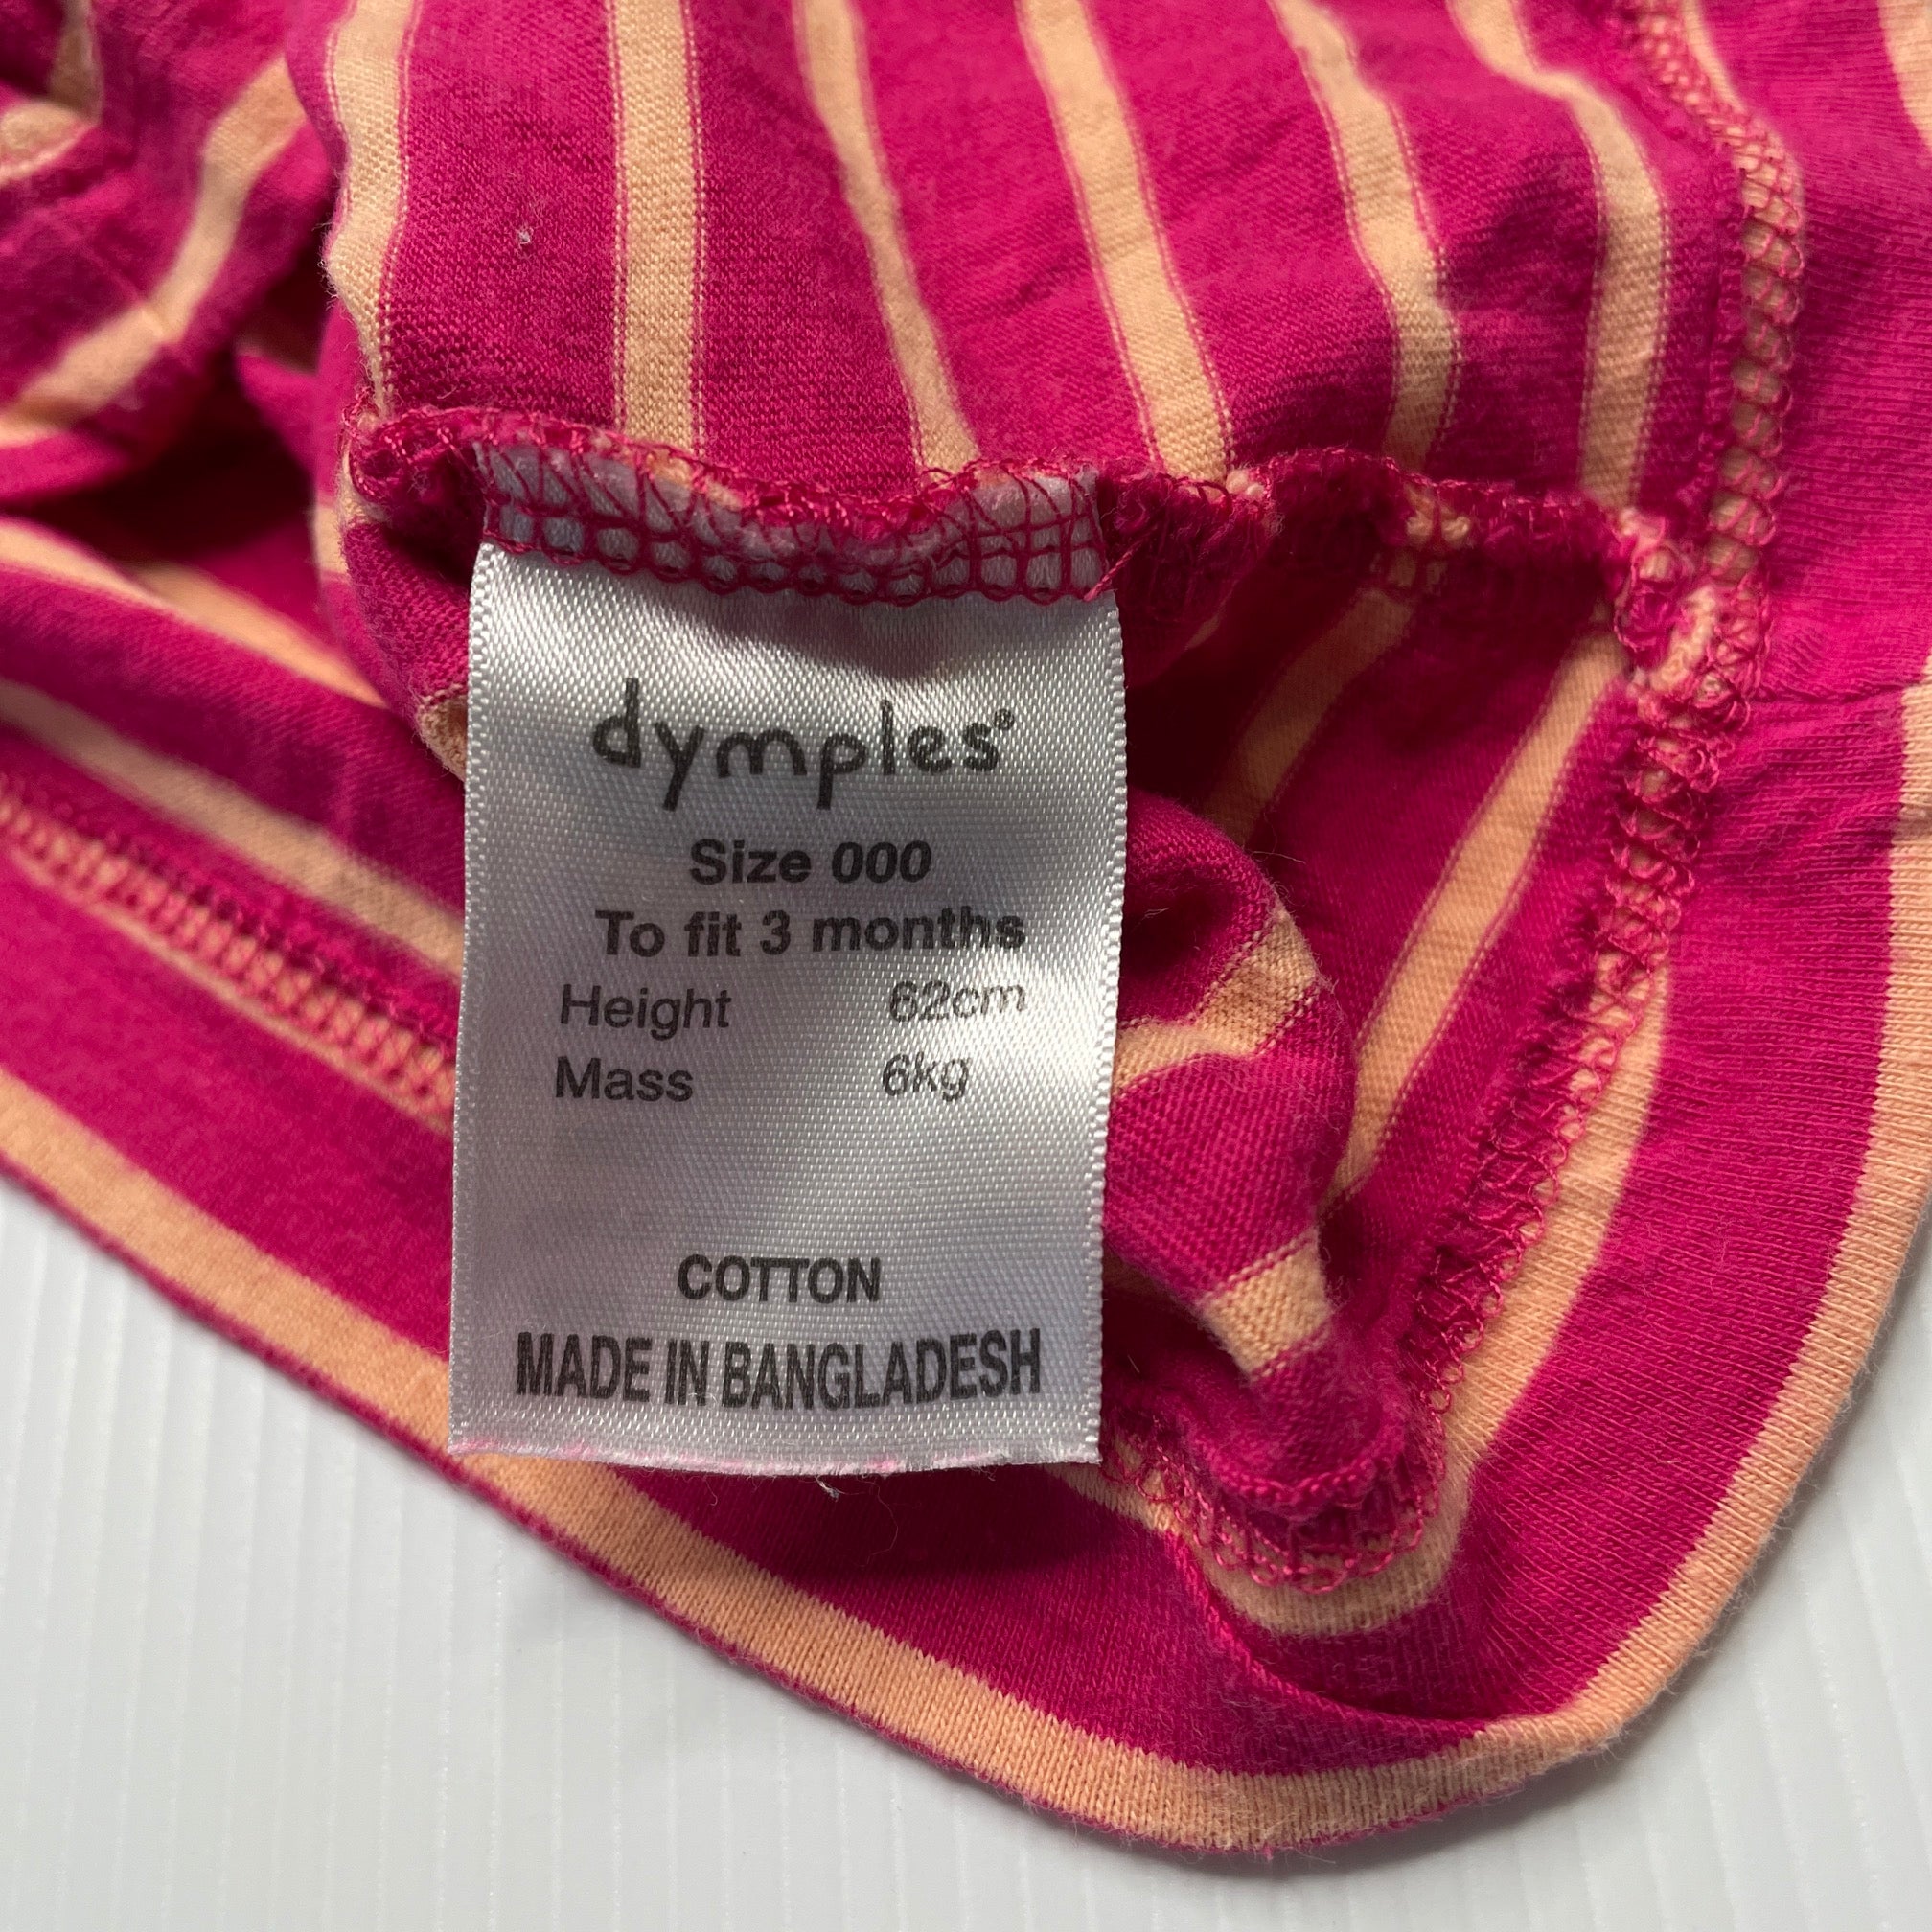 dymples®
Size 000
To fit 3 months
Height 62cm
Mass 6kg
COTTON
MADE IN BANGLADESH